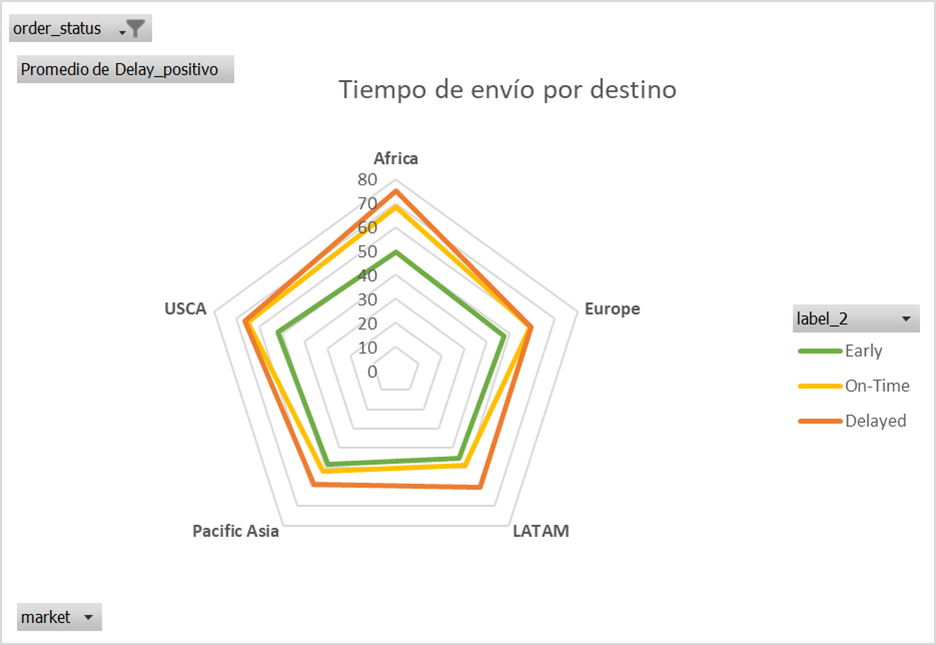 order_status
Promedio de Delay_positivo
Tiempo de envío por destino
Africa
80
70
60
50
40
30
20
10
0
USCA
Europe
Pacific Asia
LATAM
label_2
Early
On-Time
Delayed
market